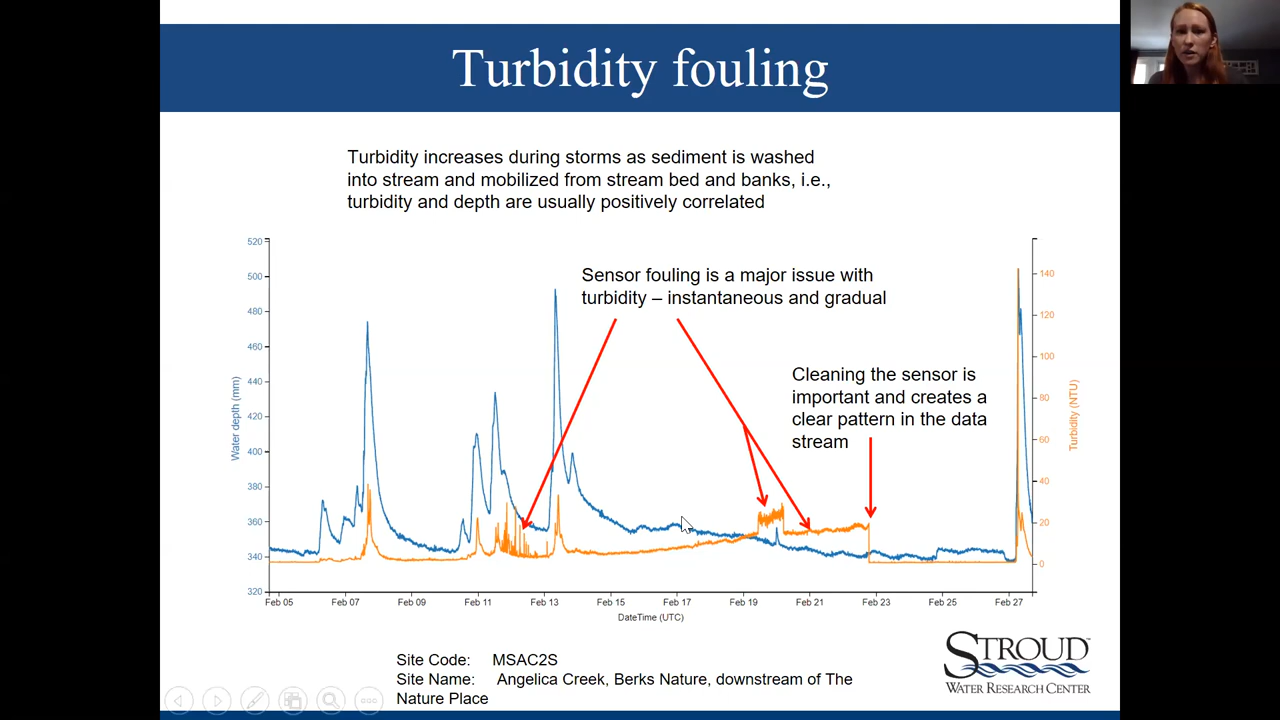 Turbidity fouling
Turbidity increases during storms as sediment is washed
into stream and mobilized from stream bed and banks, i.e.,
turbidity and depth are usually positively correlated
Sensor fouling is a major issue with
turbidity – instantaneous and gradual
Cleaning the sensor is
important and creates a
clear pattern in the data
stream
520
500
480
460
440
420
400
380
360
340
320
Water depth (mm)
140
120
100
80
60
40
20
0
Turbidity (NTU)
Feb 05 Feb 07 Feb 09 Feb 11 Feb 13 Feb 15 Feb 17 Feb 19 Feb 21 Feb 23 Feb 25 Feb 27
DateTime (UTC)
Site Code: MSAC2S
Site Name: Angelica Creek, Berks Nature, downstream of The
Nature Place
STROUD
WATER RESEARCH CENTER